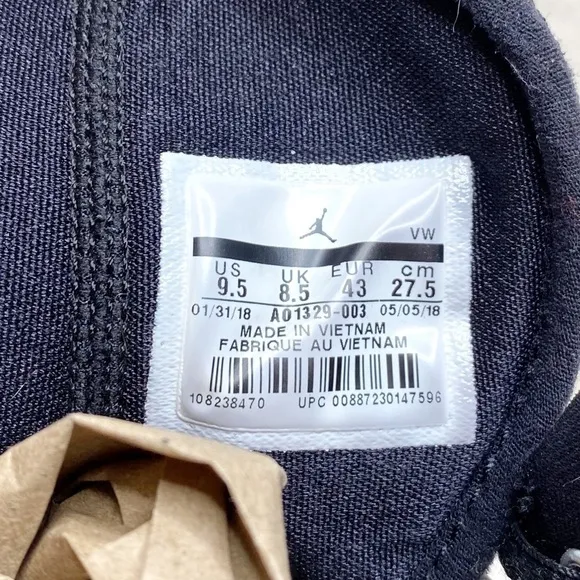 VW
US UK EUR cm
9.5 8.5 43 27.5
01/31/18 AO1329-003 05/05/18
MADE IN VIETNAM
FABRIQUE AU VIETNAM
108238470 UPC 00887230147596